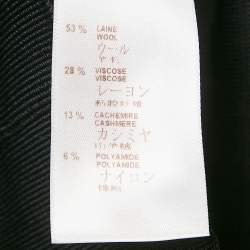 53 % LAINE
WOOL
ウール
28 % VISCOSE
VISCOSE
レーヨン
13 % CACHEMIRE
CASHMERE
カシミヤ
6 % POLYAMIDE
POLYAMIDE
ナイロン